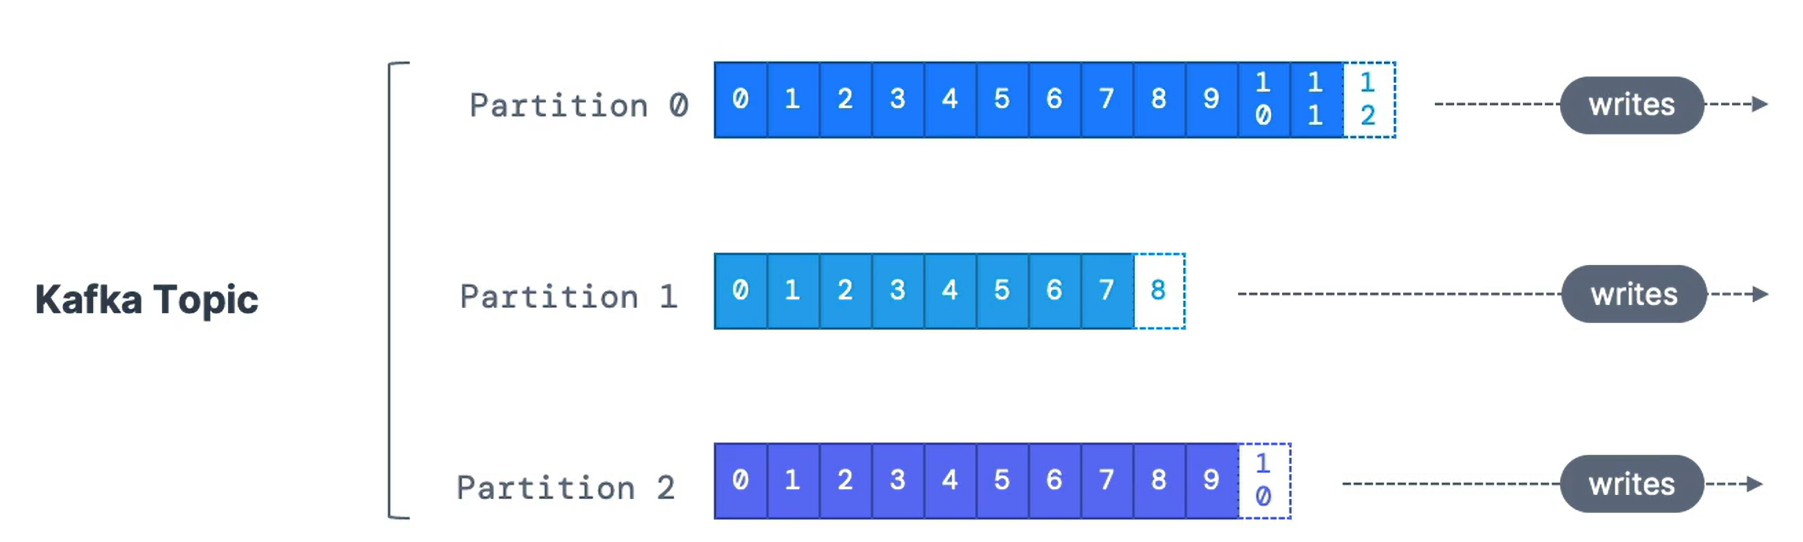 Partition 0 0 1 2 3 4 5 6 7 8 9 10 11 12 writes
Kafka Topic
Partition 1 0 1 2 3 4 5 6 7 8 writes
Partition 2 0 1 2 3 4 5 6 7 8 9 10 writes